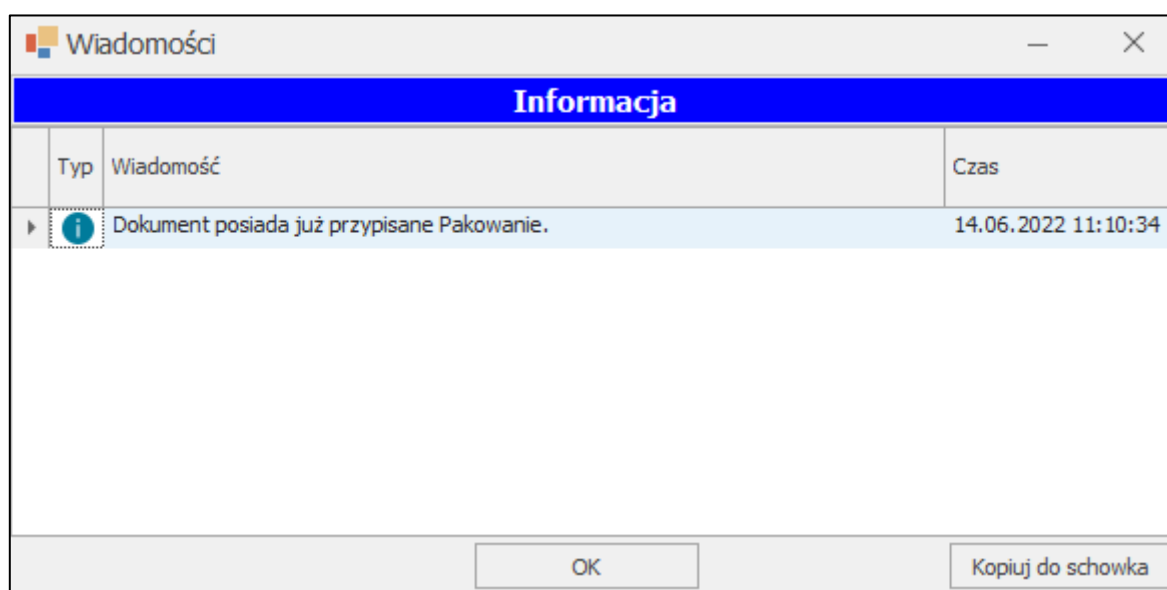 Wiadomości
Informacja
Typ Wiadomość Czas
Dokument posiada już przypisane Pakowanie. 14.06.2022 11:10:34
OK Kopiuj do schowka